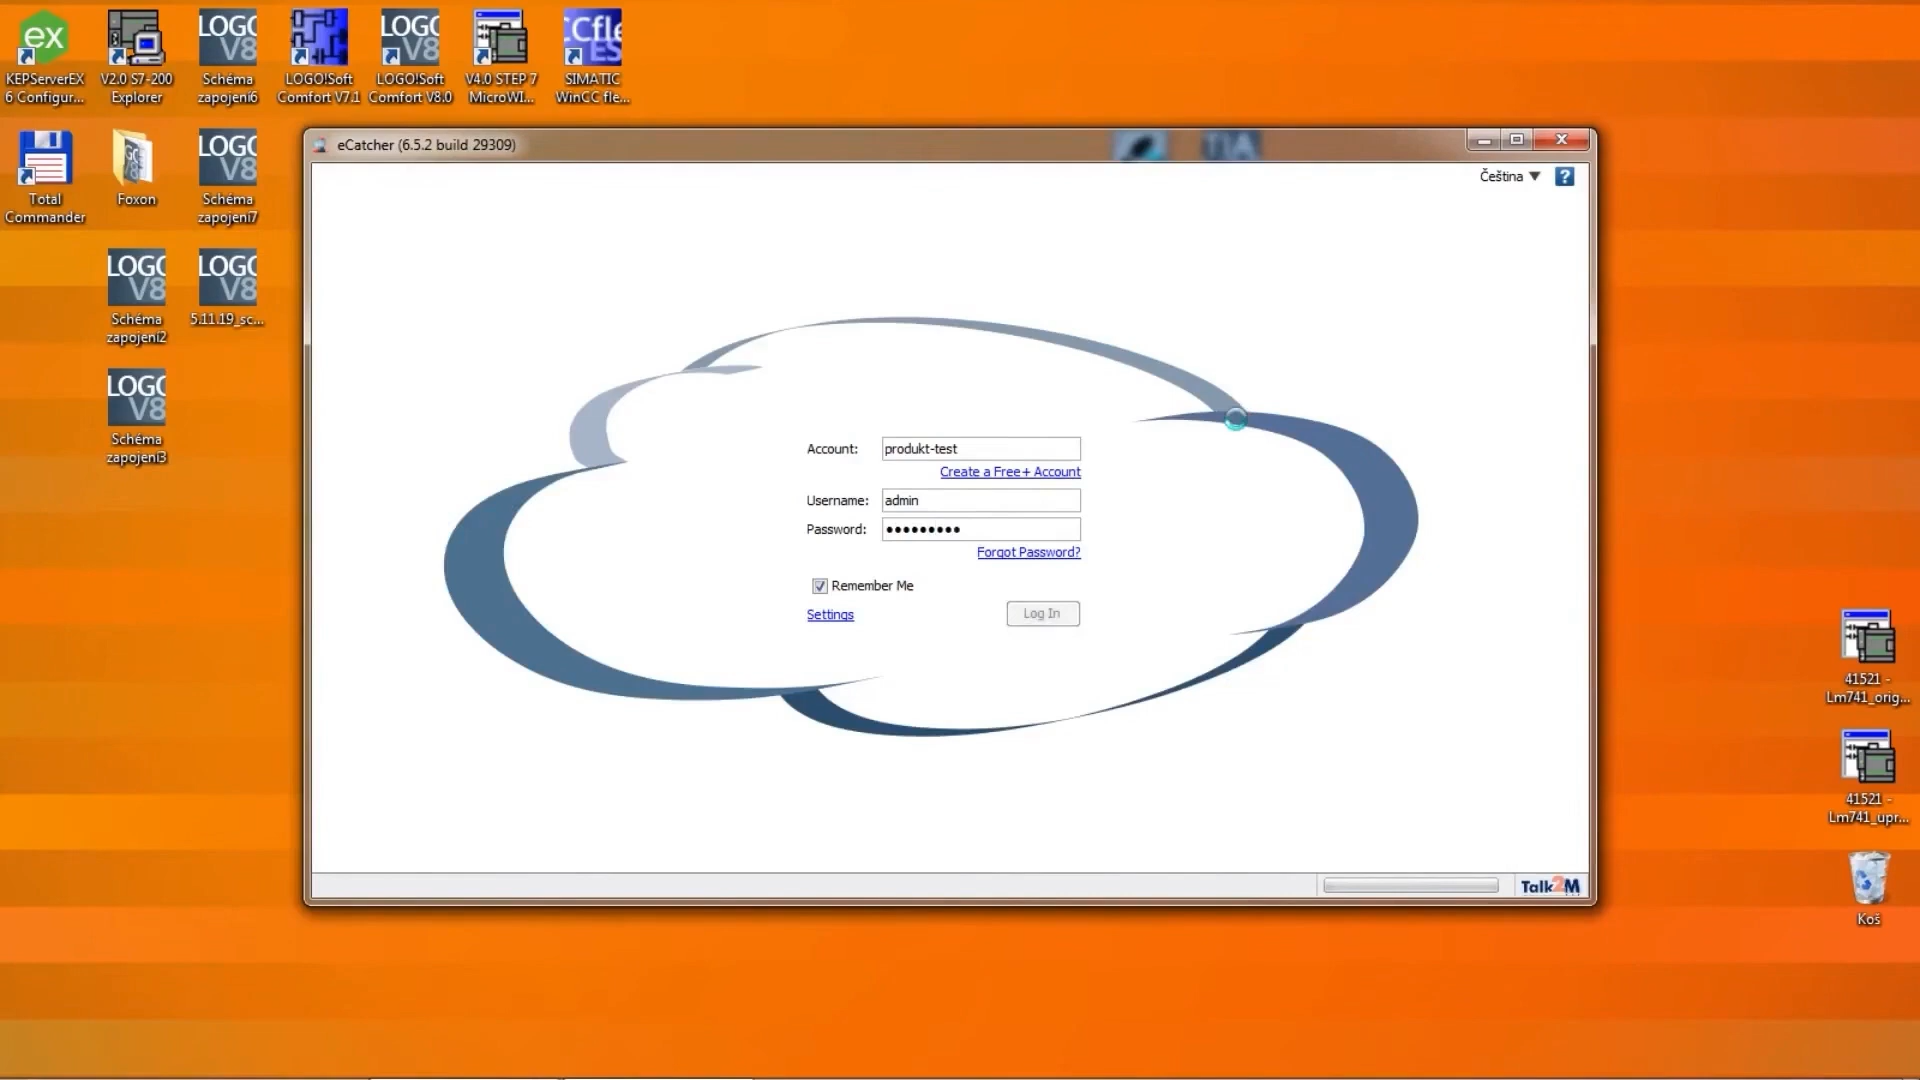 KEPServerEX
6 Configur...
V2.0 S7-200
Explorer
LOGO
V8
Schéma
zapojení6
LOGO!Soft
Comfort V7.1
LOGO
V8
LOGO!Soft
Comfort V8.0
V4.0 STEP 7
MicroWI...
CCfle
ES
SIMATIC
WinCC fle...
Total
Commander
Foxon
LOGO
V8
Schéma
zapojení7
LOGO
V8
Schéma
zapojení2
LOGO
V8
5.11.19_sc...
LOGO
V8
Schéma
zapojení3
eCatcher (6.5.2 build 29309)
TIA
Čeština
?
Account: produkt-test
Create a Free+ Account
Username: admin
Password:
Forgot Password?
Remember Me
Settings
Log In
Talk2M
41521 -
Lm741_orig...
41521 -
Lm741_upr...
Koš
ex